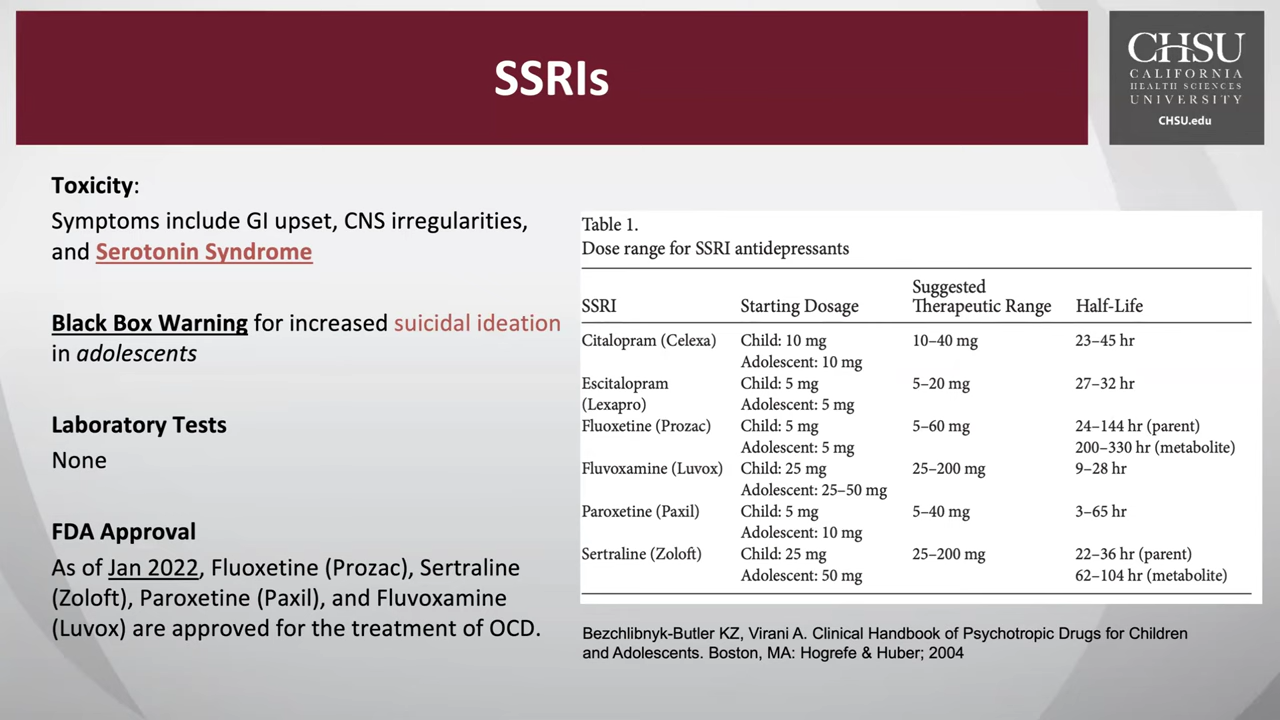 SSRIs
CHSU
CALIFORNIA
HEALTH SCIENCES
UNIVERSITY
CHSU.edu
Toxicity:
Symptoms include GI upset, CNS irregularities,
and Serotonin Syndrome
Black Box Warning for increased suicidal ideation
in adolescents
Laboratory Tests
None
FDA Approval
As of Jan 2022, Fluoxetine (Prozac), Sertraline
(Zoloft), Paroxetine (Paxil), and Fluvoxamine
(Luvox) are approved for the treatment of OCD.
Table 1.
Dose range for SSRI antidepressants
Suggested
SSRI Starting Dosage Therapeutic Range Half-Life
Citalopram (Celexa) Child: 10 mg 10–40 mg 23–45 hr
Adolescent: 10 mg
Escitalopram Child: 5 mg 5–20 mg 27–32 hr
(Lexapro) Adolescent: 5 mg
Fluoxetine (Prozac) Child: 5 mg 5–60 mg 24–144 hr (parent)
Adolescent: 5 mg 200–330 hr (metabolite)
Fluvoxamine (Luvox) Child: 25 mg 25–200 mg 9–28 hr
Adolescent: 25–50 mg
Paroxetine (Paxil) Child: 5 mg 5–40 mg 3–65 hr
Adolescent: 10 mg
Sertraline (Zoloft) Child: 25 mg 25–200 mg 22–36 hr (parent)
Adolescent: 50 mg 62–104 hr (metabolite)
Bezchlibnyk-Butler KZ, Virani A. Clinical Handbook of Psychotropic Drugs for Children
and Adolescents. Boston, MA: Hogrefe & Huber; 2004